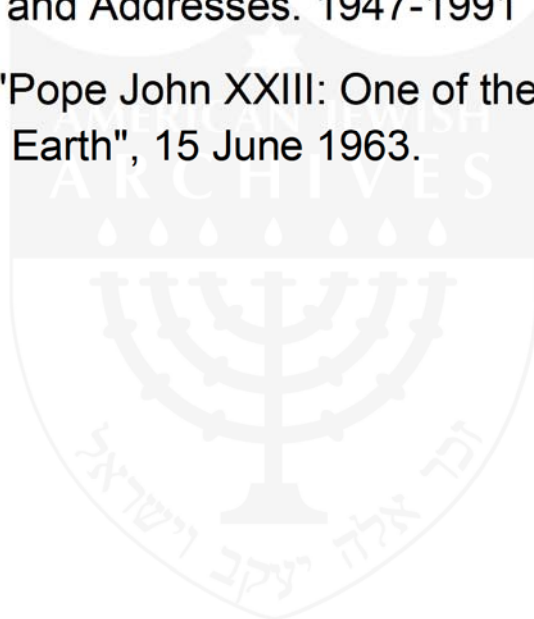 and Addresses. 1947-1991
"Pope John XXIII: One of the
Earth", 15 June 1963.
AMERICAN JEWISH
ARCHIVES
זכר אלה יעקב וישראל